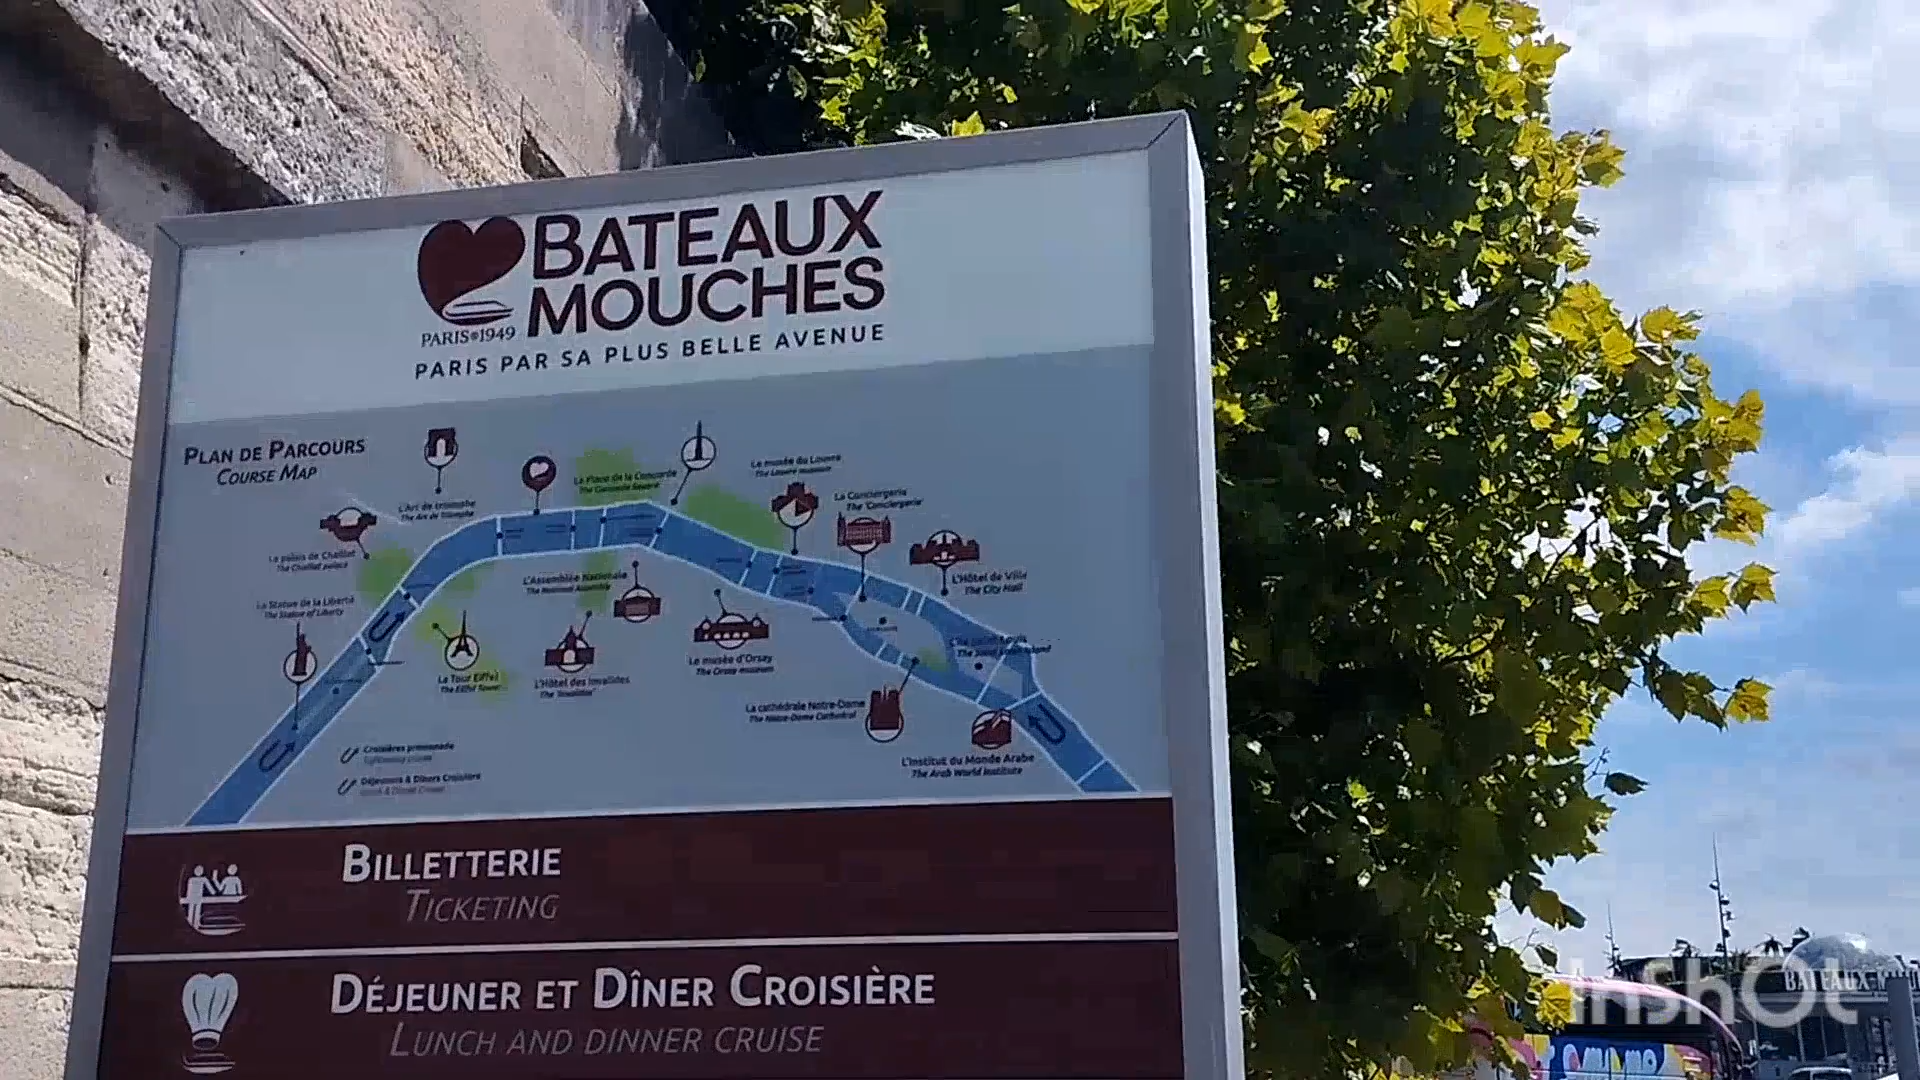 BATEAUX
MOUCHES
PARIS 1949
PARIS PAR SA PLUS BELLE AVENUE
PLAN DE PARCOURS
COURSE MAP
L'Arc de triomphe
The Arc de Triomphe
La Place de la Concorde
The Concorde Square
Le musée du Louvre
The Louvre museum
La Conciergerie
The 'Conciergerie'
Le palais de Chaillot
The Chaillot palace
L'Assemblée Nationale
The National Assembly
L'Hôtel de Ville
The City Hall
La Statue de la Liberté
The Statue of Liberty
La Tour Eiffel
The Eiffel Tower
L'Hôtel des Invalides
The 'Invalides'
Le musée d'Orsay
The Orsay museum
La cathédrale Notre-Dame
The Notre-Dame Cathedral
L'Institut du Monde Arabe
The Arab World Institute
Croisières promenade
Déjeuners & Dîners Croisière
Lunch & Dinner Cruise
BILLETTERIE
TICKETING
DÉJEUNER ET DÎNER CROISIÈRE
LUNCH AND DINNER CRUISE
BATEAUX
InShOt